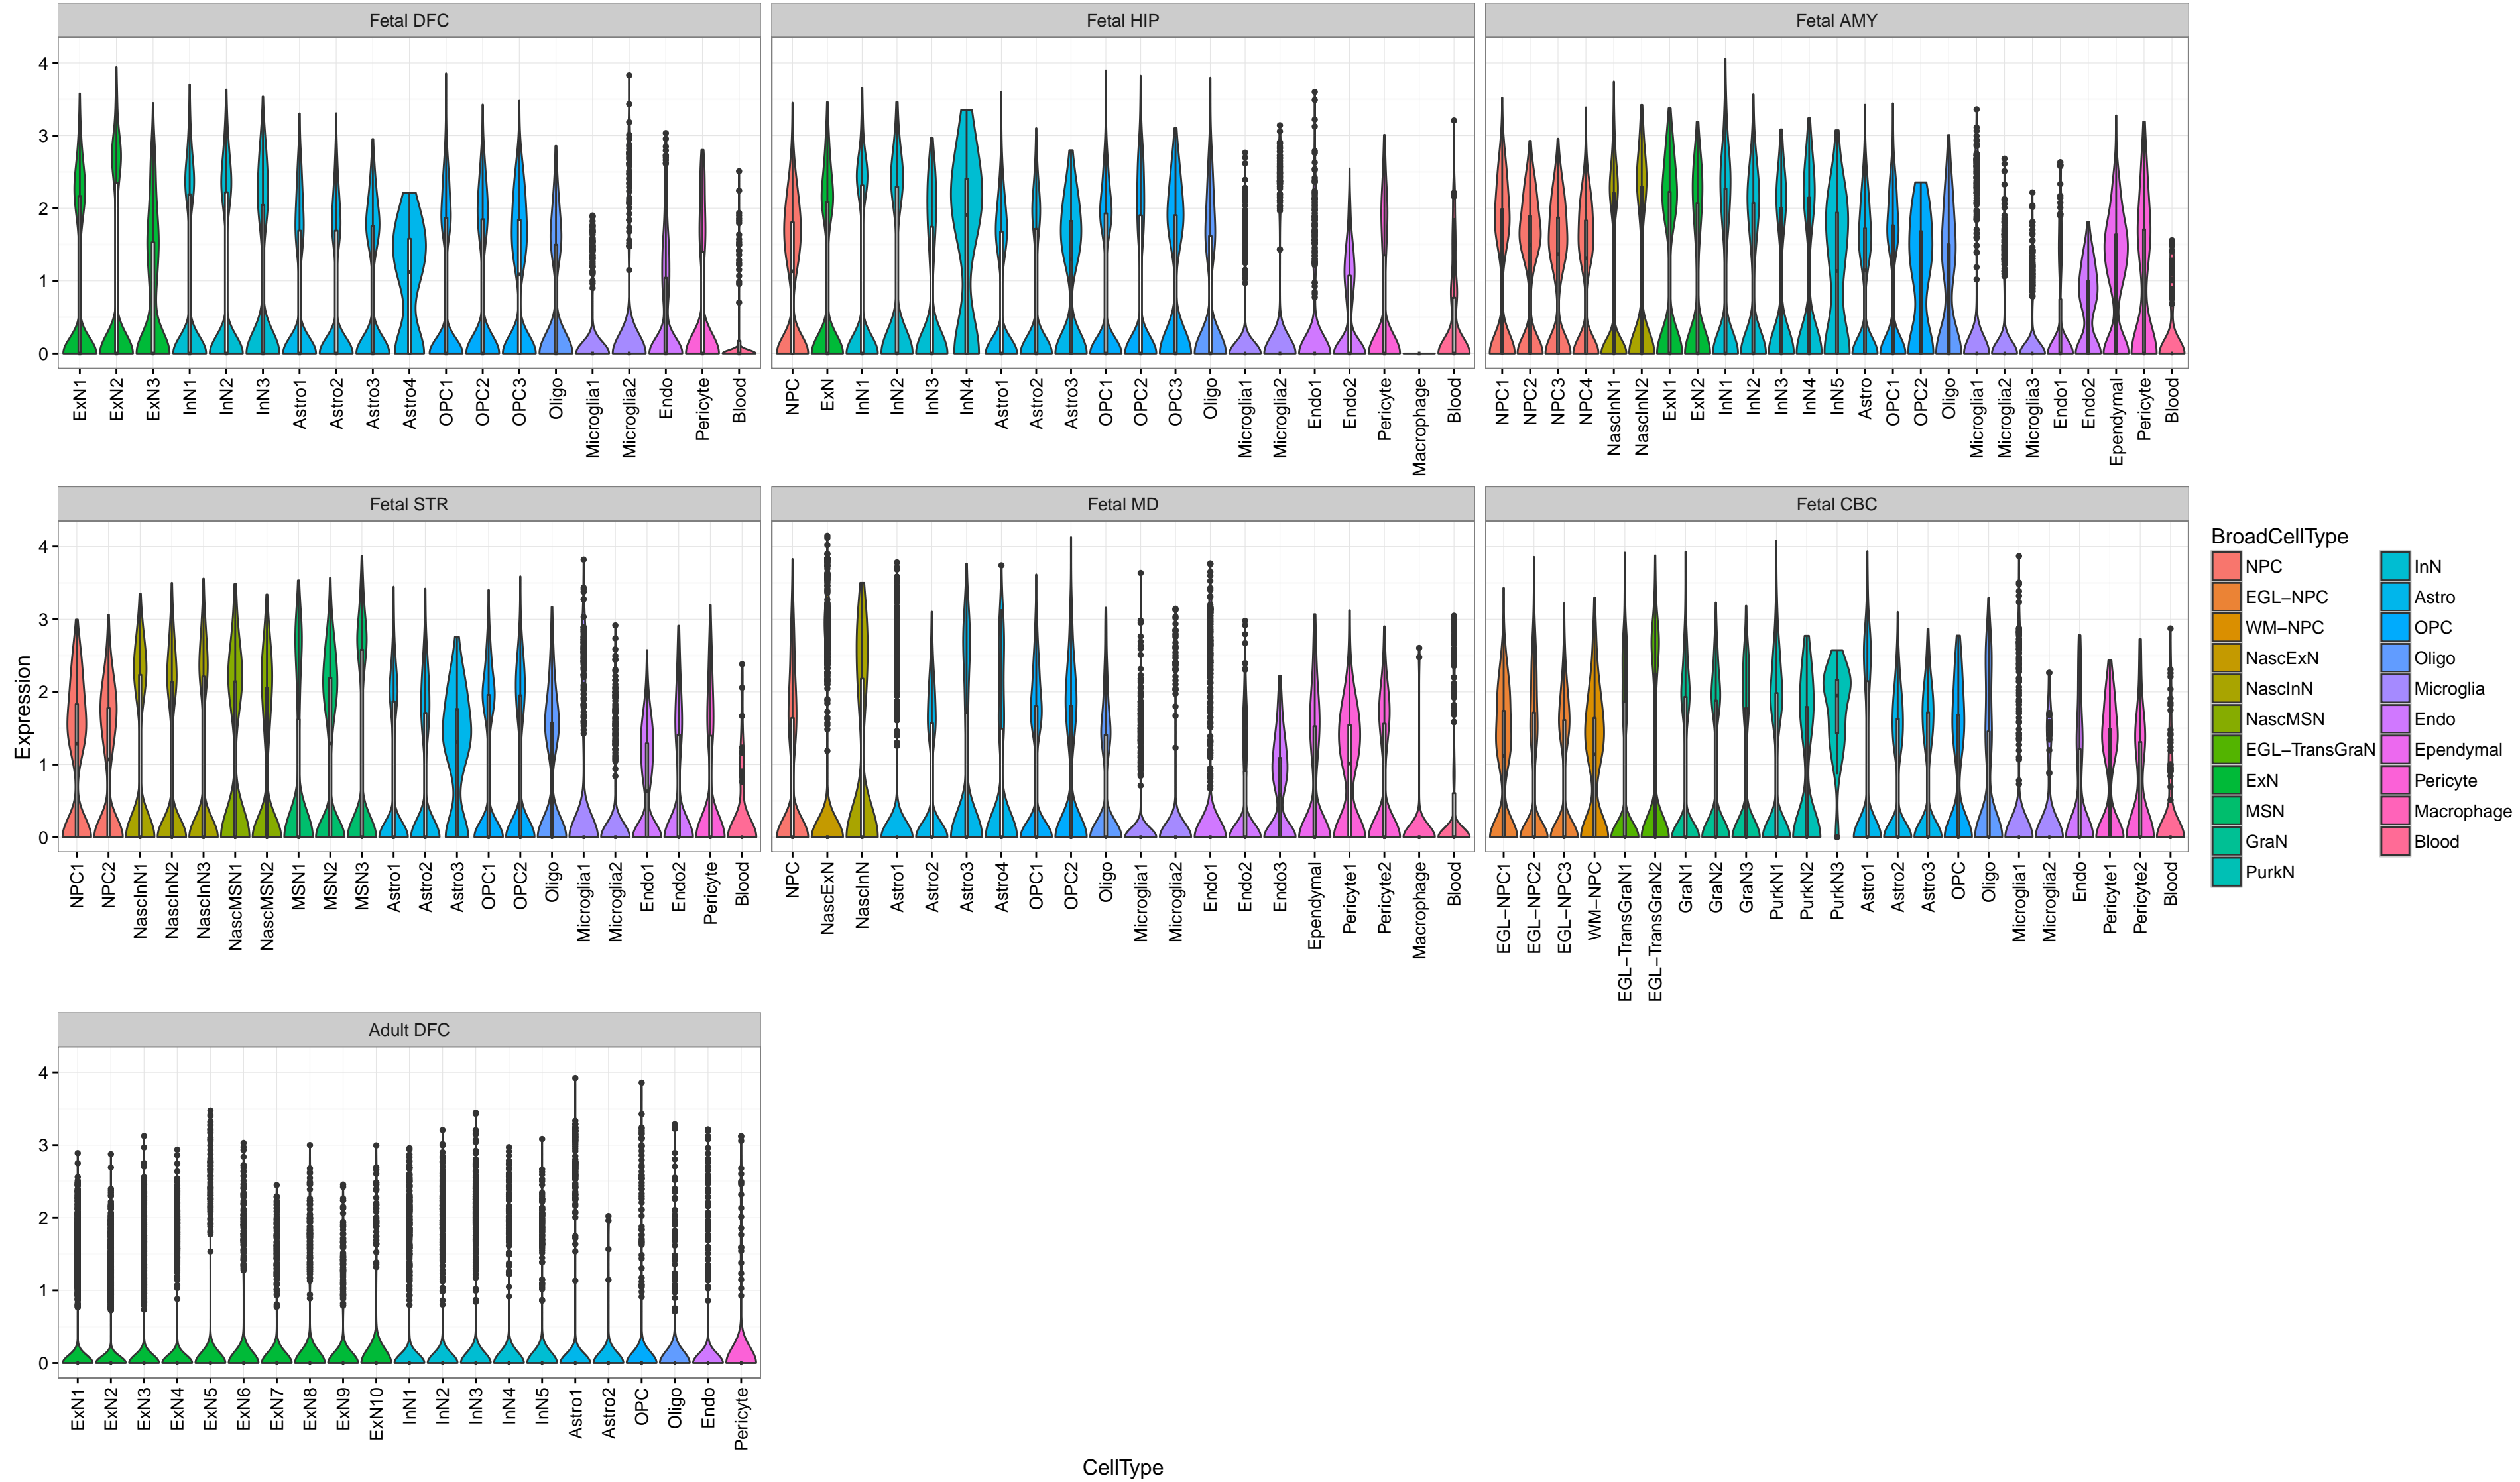 Fetal DFC Fetal HIP Fetal AMY
4
3
2
1
0
ExN1 ExN2 ExN3 InN1 InN2 InN3 Astro1 Astro2 Astro3 Astro4 OPC1 OPC2 OPC3 Oligo Microglia1 Microglia2 Endo Pericyte Blood
NPC ExN InN1 InN2 InN3 InN4 Astro1 Astro2 Astro3 OPC1 OPC2 OPC3 Oligo Microglia1 Microglia2 Endo1 Endo2 Pericyte Macrophage Blood
NPC1 NPC2 NPC3 NPC4 NascInN1 NascInN2 ExN1 ExN2 InN1 InN2 InN3 InN4 InN5 Astro OPC1 OPC2 Oligo Microglia1 Microglia2 Microglia3 Endo1 Endo2 Ependymal Pericyte Blood
Fetal STR Fetal MD Fetal CBC
4
3
2
1
0
NPC1 NPC2 NascInN1 NascInN2 NascInN3 NascMSN1 NascMSN2 MSN1 MSN2 MSN3 Astro1 Astro2 Astro3 OPC1 OPC2 Oligo Microglia1 Microglia2 Endo1 Endo2 Pericyte Blood
NPC NascExN NascInN Astro1 Astro2 Astro3 Astro4 OPC1 OPC2 Oligo Microglia1 Microglia2 Endo1 Endo2 Endo3 Ependymal Pericyte1 Pericyte2 Macrophage Blood
EGL−NPC1 EGL−NPC2 EGL−NPC3 WM−NPC EGL−TransGraN1 EGL−TransGraN2 GraN1 GraN2 GraN3 PurkN1 PurkN2 PurkN3 Astro1 Astro2 Astro3 OPC Oligo Microglia1 Microglia2 Endo Pericyte1 Pericyte2 Blood
Adult DFC
4
3
2
1
0
ExN1 ExN2 ExN3 ExN4 ExN5 ExN6 ExN7 ExN8 ExN9 ExN10 InN1 InN2 InN3 InN4 InN5 Astro1 Astro2 OPC Oligo Endo Pericyte
Expression
CellType
BroadCellType
NPC
EGL−NPC
WM−NPC
NascExN
NascInN
NascMSN
EGL−TransGraN
ExN
MSN
GraN
PurkN
InN
Astro
OPC
Oligo
Microglia
Endo
Ependymal
Pericyte
Macrophage
Blood